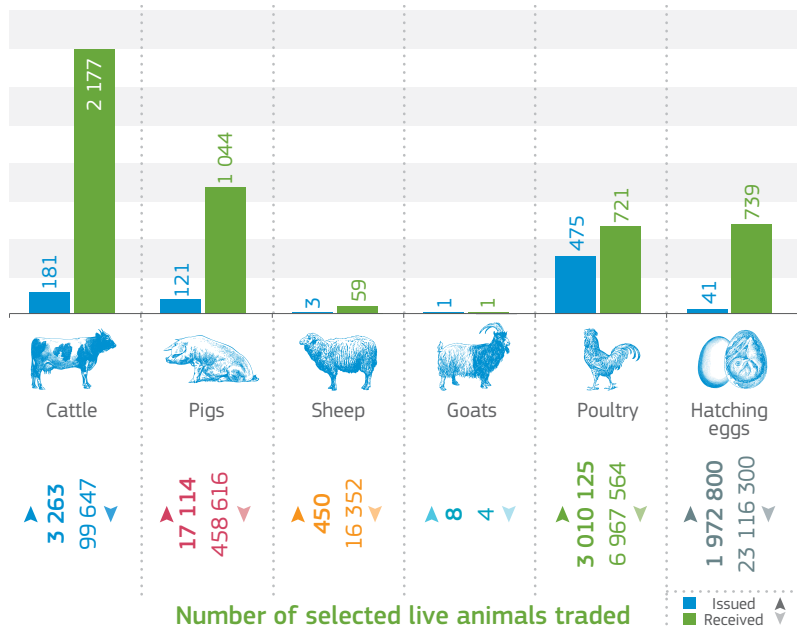 181
2 177
121
1 044
3
59
1
1
475
721
41
739
Cattle
Pigs
Sheep
Goats
Poultry
Hatching
eggs
3 263
99 647
17 114
458 616
450
16 352
8
4
3 010 125
6 967 564
1 972 800
23 116 300
Number of selected live animals traded
Issued
Received